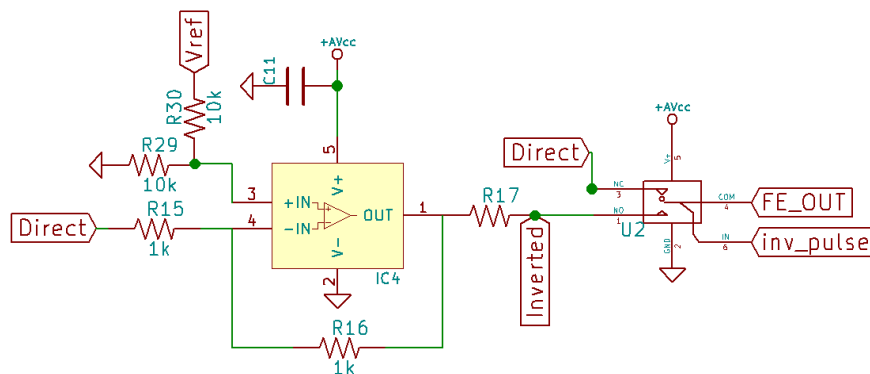 Vref
R30
10k
+AVcc
C11
R29
10k
5
V+
3
+IN
4
-IN
OUT
1
V-
2
IC4
Direct
R15
1k
R16
1k
R17
Inverted
Direct
+AVcc
V+
5
NC
3
NO
1
U2
COM
4
FE_OUT
IN
6
inv_pulse
GND
2